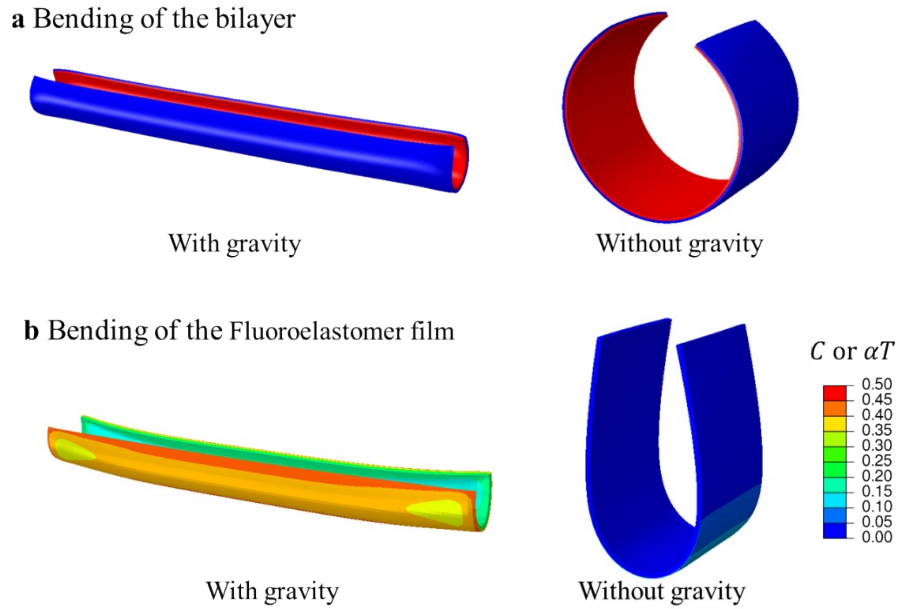 a Bending of the bilayer
With gravity
Without gravity
b Bending of the Fluoroelastomer film
C or αT
0.50
0.45
0.40
0.35
0.30
0.25
0.20
0.15
0.10
0.05
0.00
With gravity
Without gravity